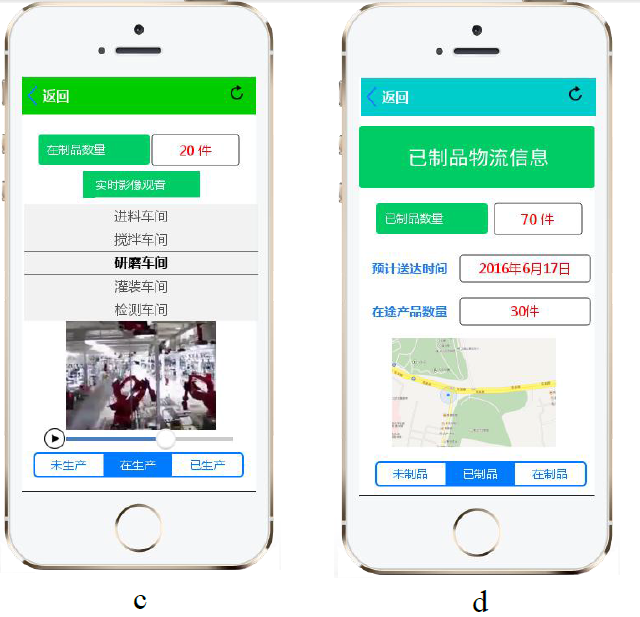 返回
在制品数量
20 件
实时影像观看
进料车间
搅拌车间
研磨车间
灌装车间
检测车间
未生产 在生产 已生产
c
返回
已制品物流信息
已制品数量
70 件
预计送达时间
2016年6月17日
在途产品数量
30件
未制品 已制品 在制品
d